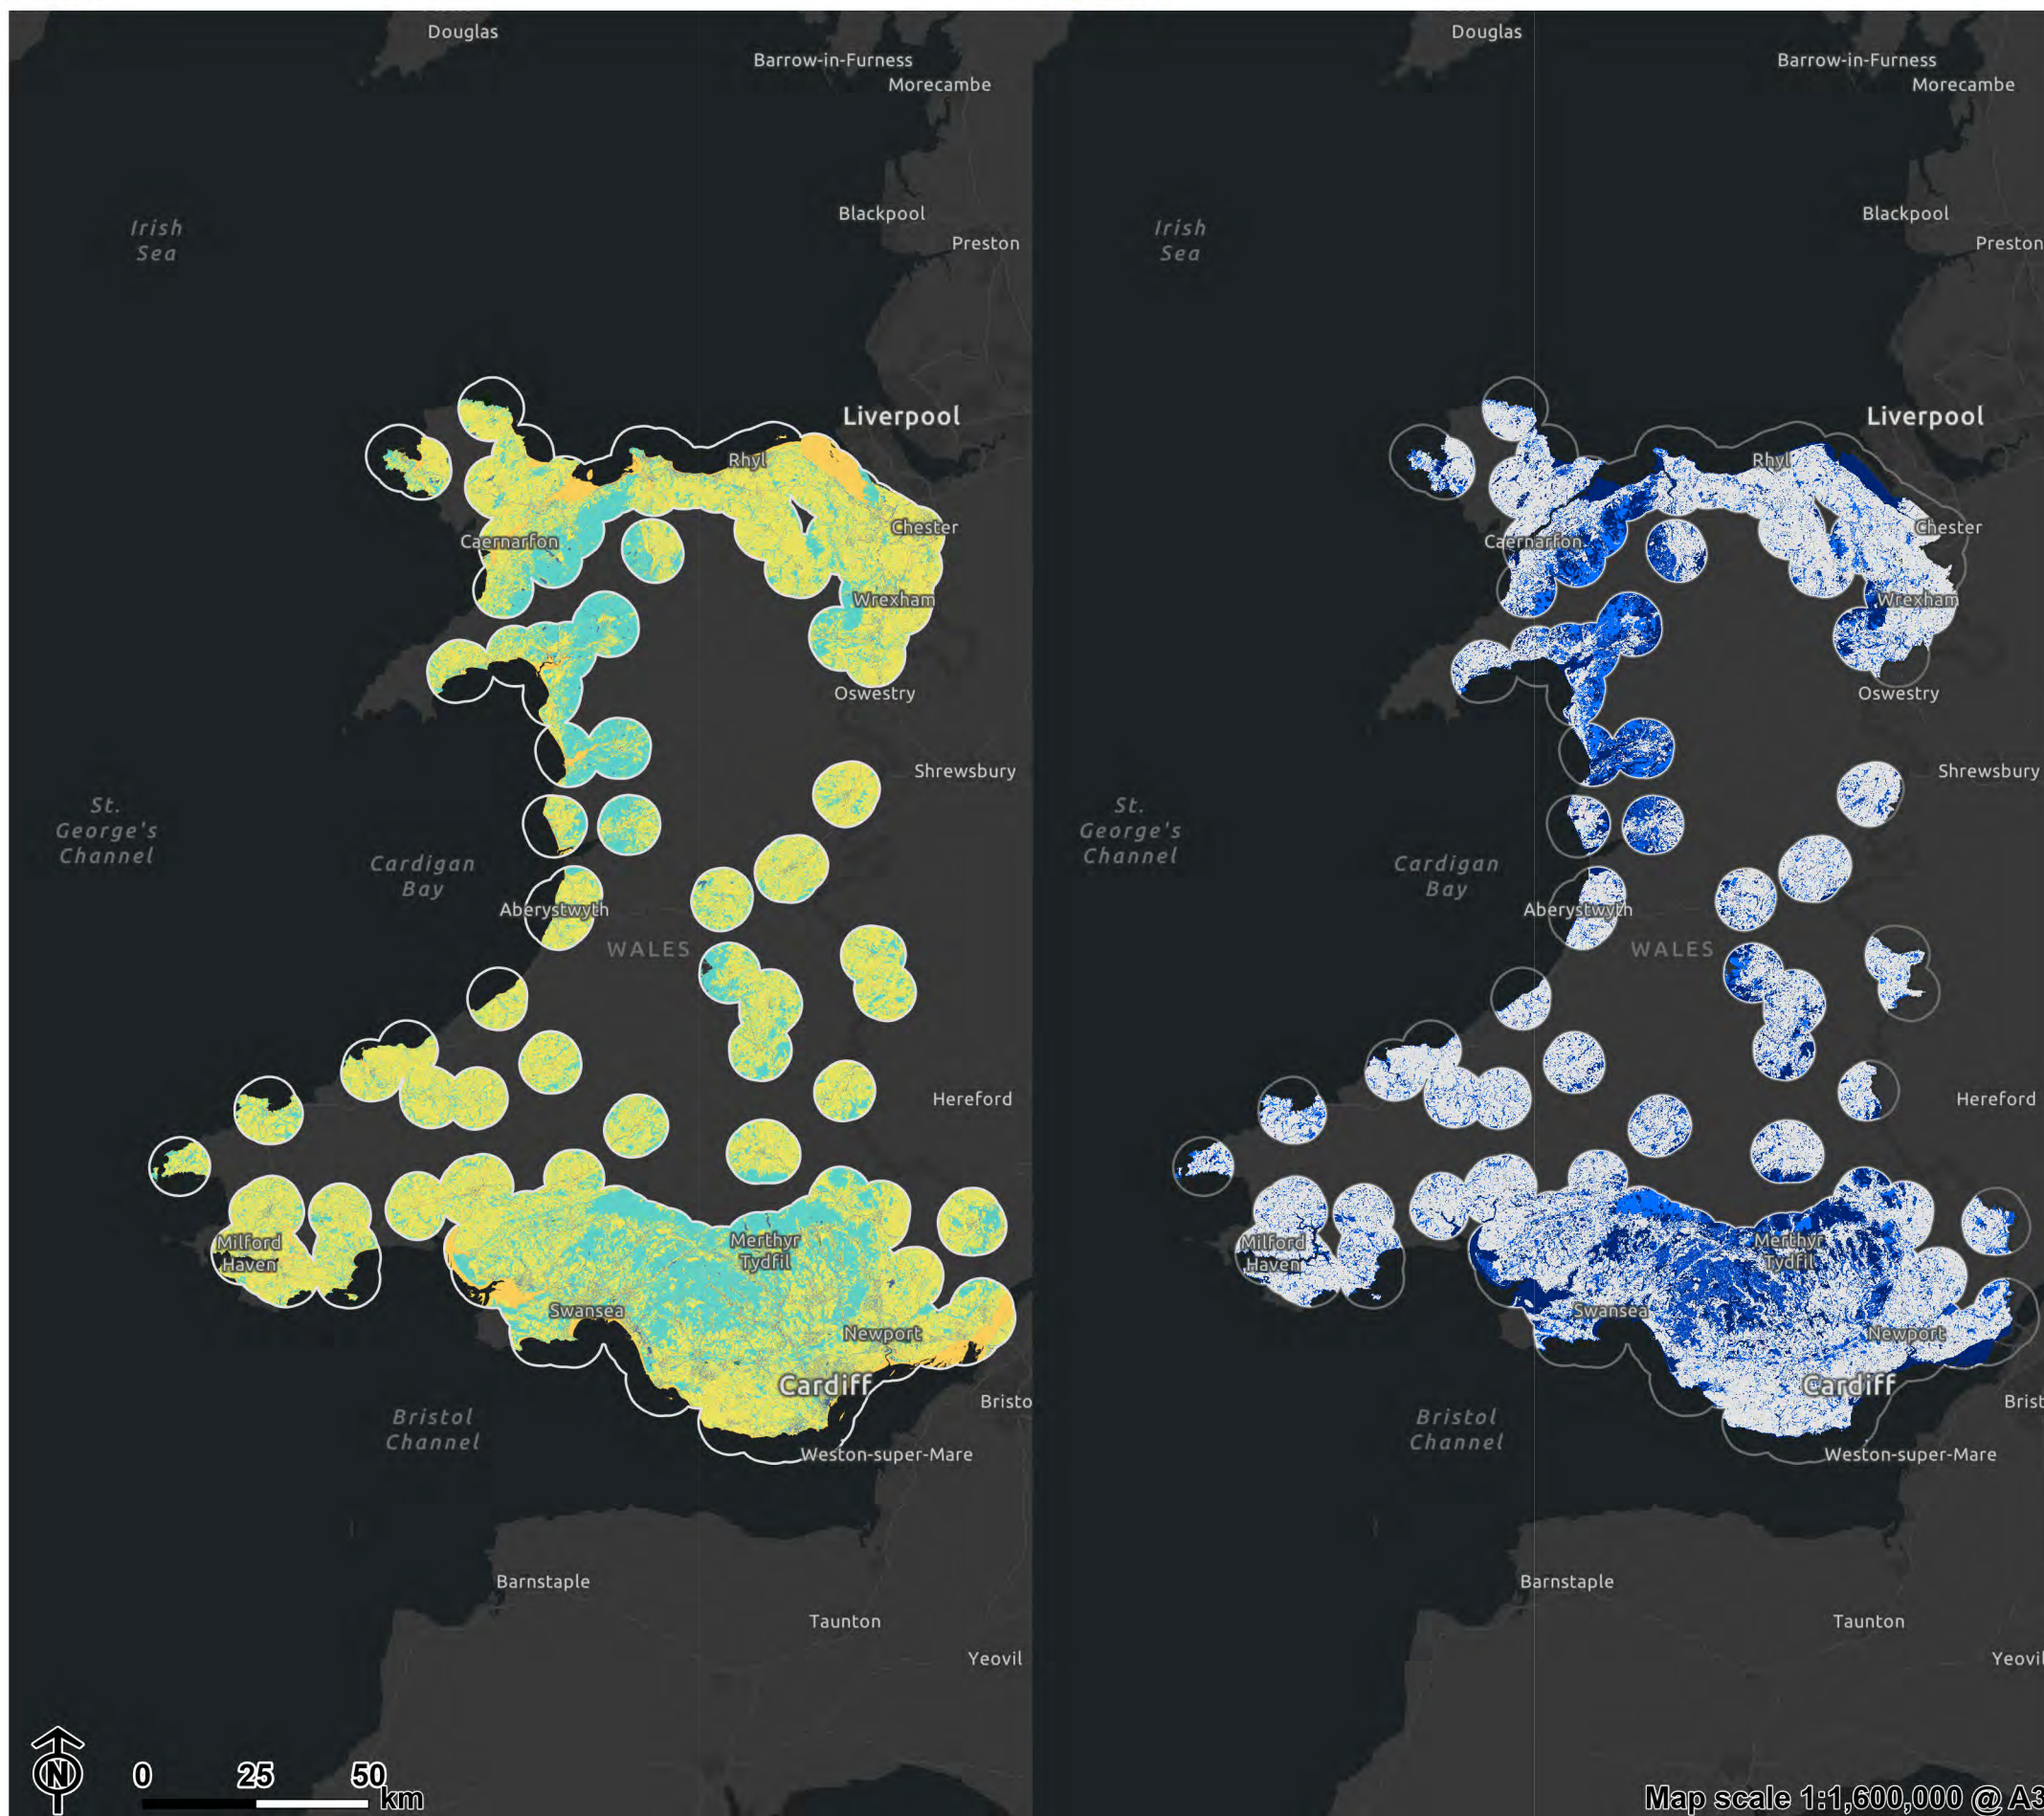 Douglas
Barrow-in-Furness
Morecambe
Irish
Sea
Blackpool
Preston
Liverpool
Rhyl
Chester
Caernarfon
Wrexham
Oswestry
Shrewsbury
St.
George's
Channel
Cardigan
Bay
Aberystwyth
WALES
Hereford
Milford
Haven
Merthyr
Tydfil
Swansea
Newport
Cardiff
Bristol
Channel
Bristo
Weston-super-Mare
Barnstaple
Taunton
Yeovil
N
0 25 50
km
Douglas
Barrow-in-Furness
Morecambe
Irish
Sea
Blackpool
Preston
Liverpool
Rhyl
Chester
Caernarfon
Wrexham
Oswestry
Shrewsbury
St.
George's
Channel
Cardigan
Bay
Aberystwyth
WALES
Hereford
Milford
Haven
Merthyr
Tydfil
Swansea
Newport
Cardiff
Bristol
Channel
Brist
Weston-super-Mare
Barnstaple
Taunton
Yeovil
Map scale 1:1,600,000 @ A3